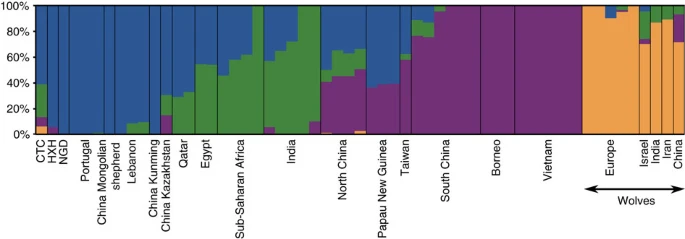 100%
80%
60%
40%
20%
0%
CTC
HXH
NGD
Portugal
China Mongolian
shepherd
Lebanon
China Kunming
China Kazakhstan
Qatar
Egypt
Sub-Saharan Africa
India
North China
Papau New Guinea
Taiwan
South China
Borneo
Vietnam
Europe
Israel
India
Iran
China
Wolves